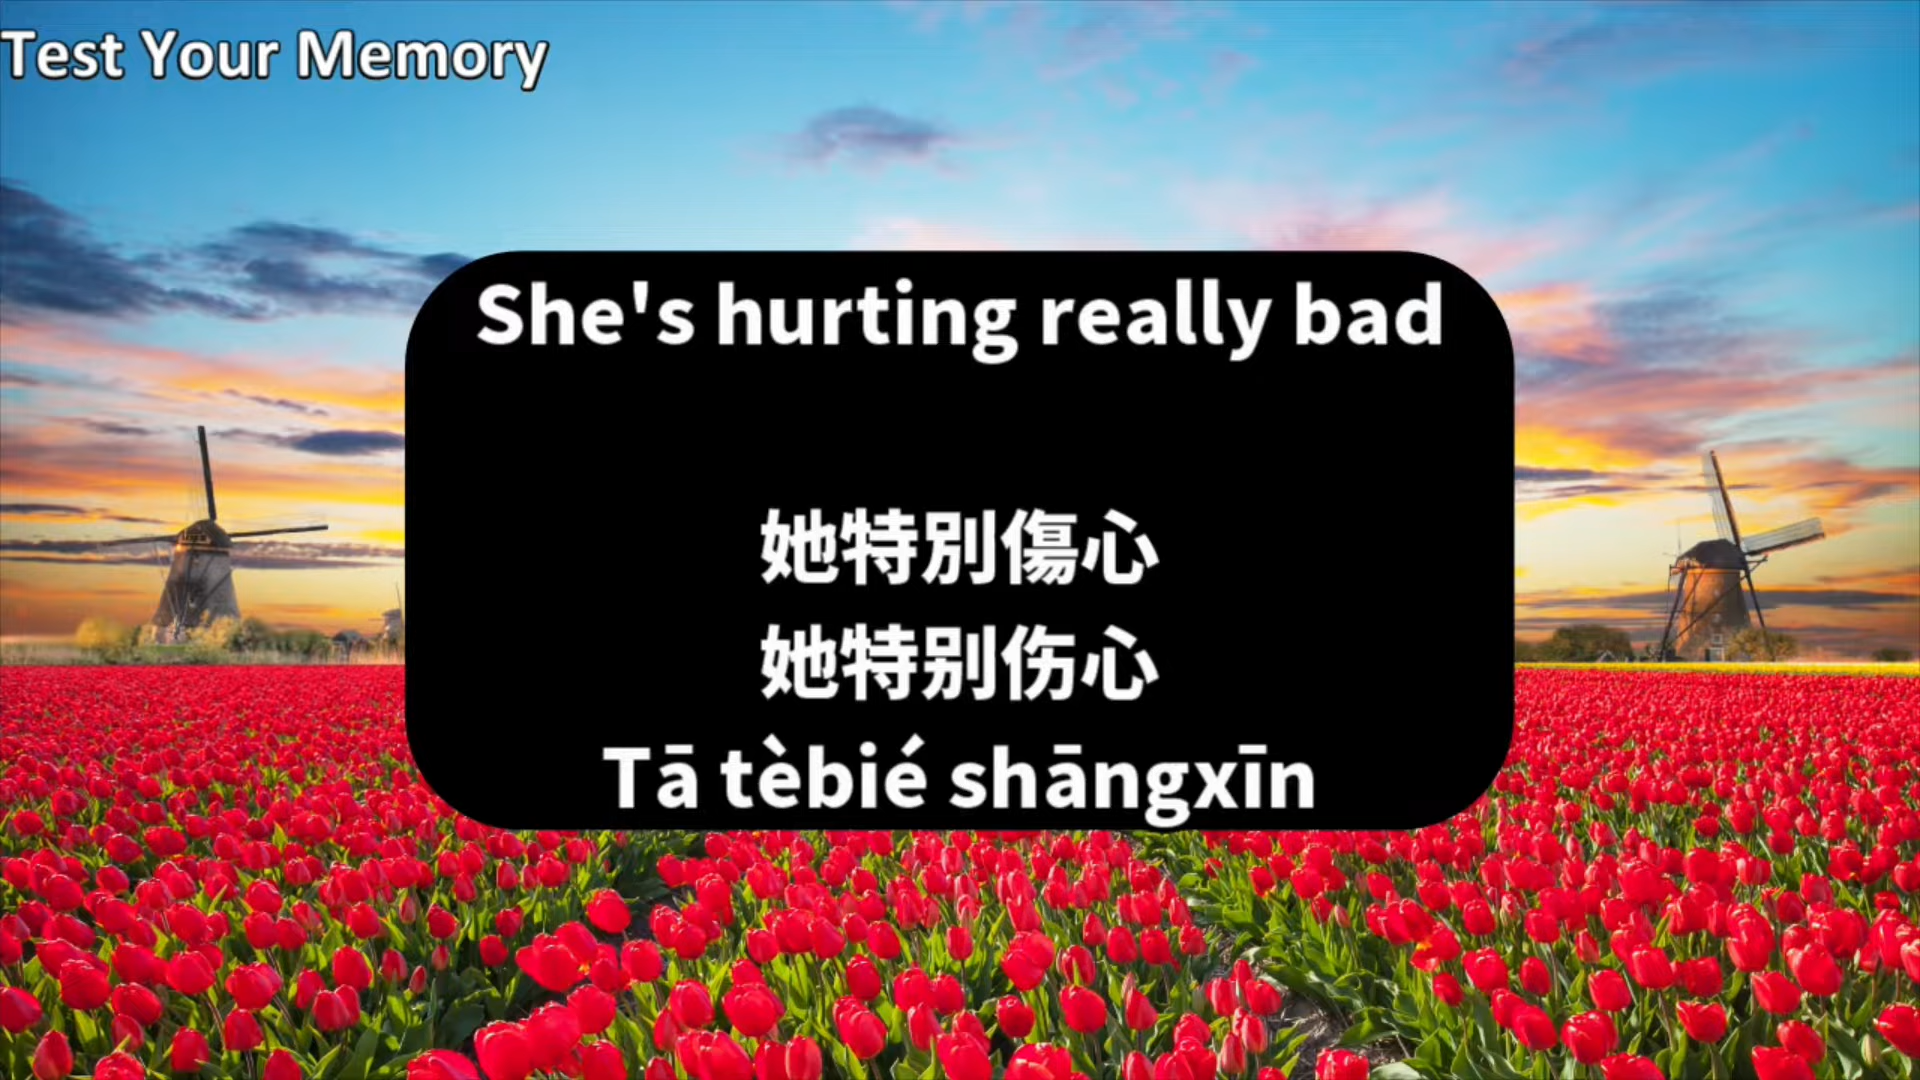 Test Your Memory
She's hurting really bad
她特別傷心
她特别伤心
Tā tèbié shāngxīn